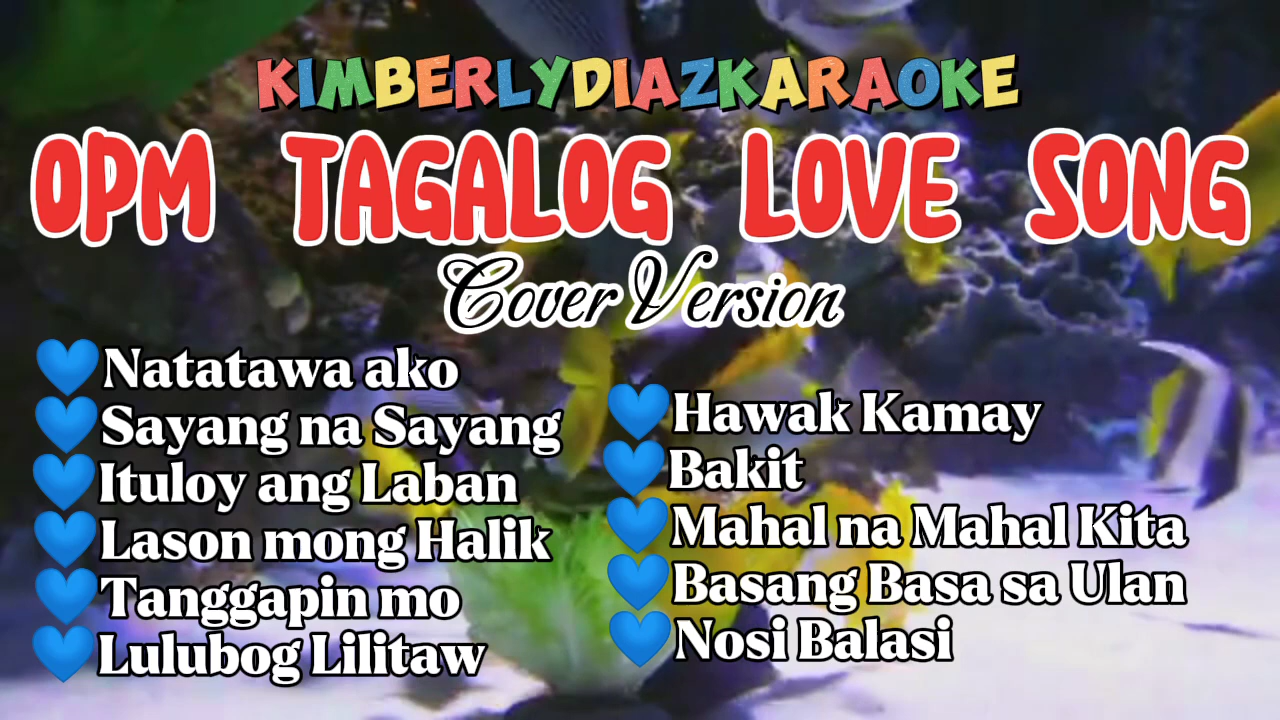 KIMBERLYDIAZKARAOKE
OPM TAGALOG LOVE SONG
Cover Version
Natatawa ako
Sayang na Sayang
Ituloy ang Laban
Lason mong Halik
Tanggapin mo
Lulubog Lilitaw
Hawak Kamay
Bakit
Mahal na Mahal Kita
Basang Basa sa Ulan
Nosi Balasi